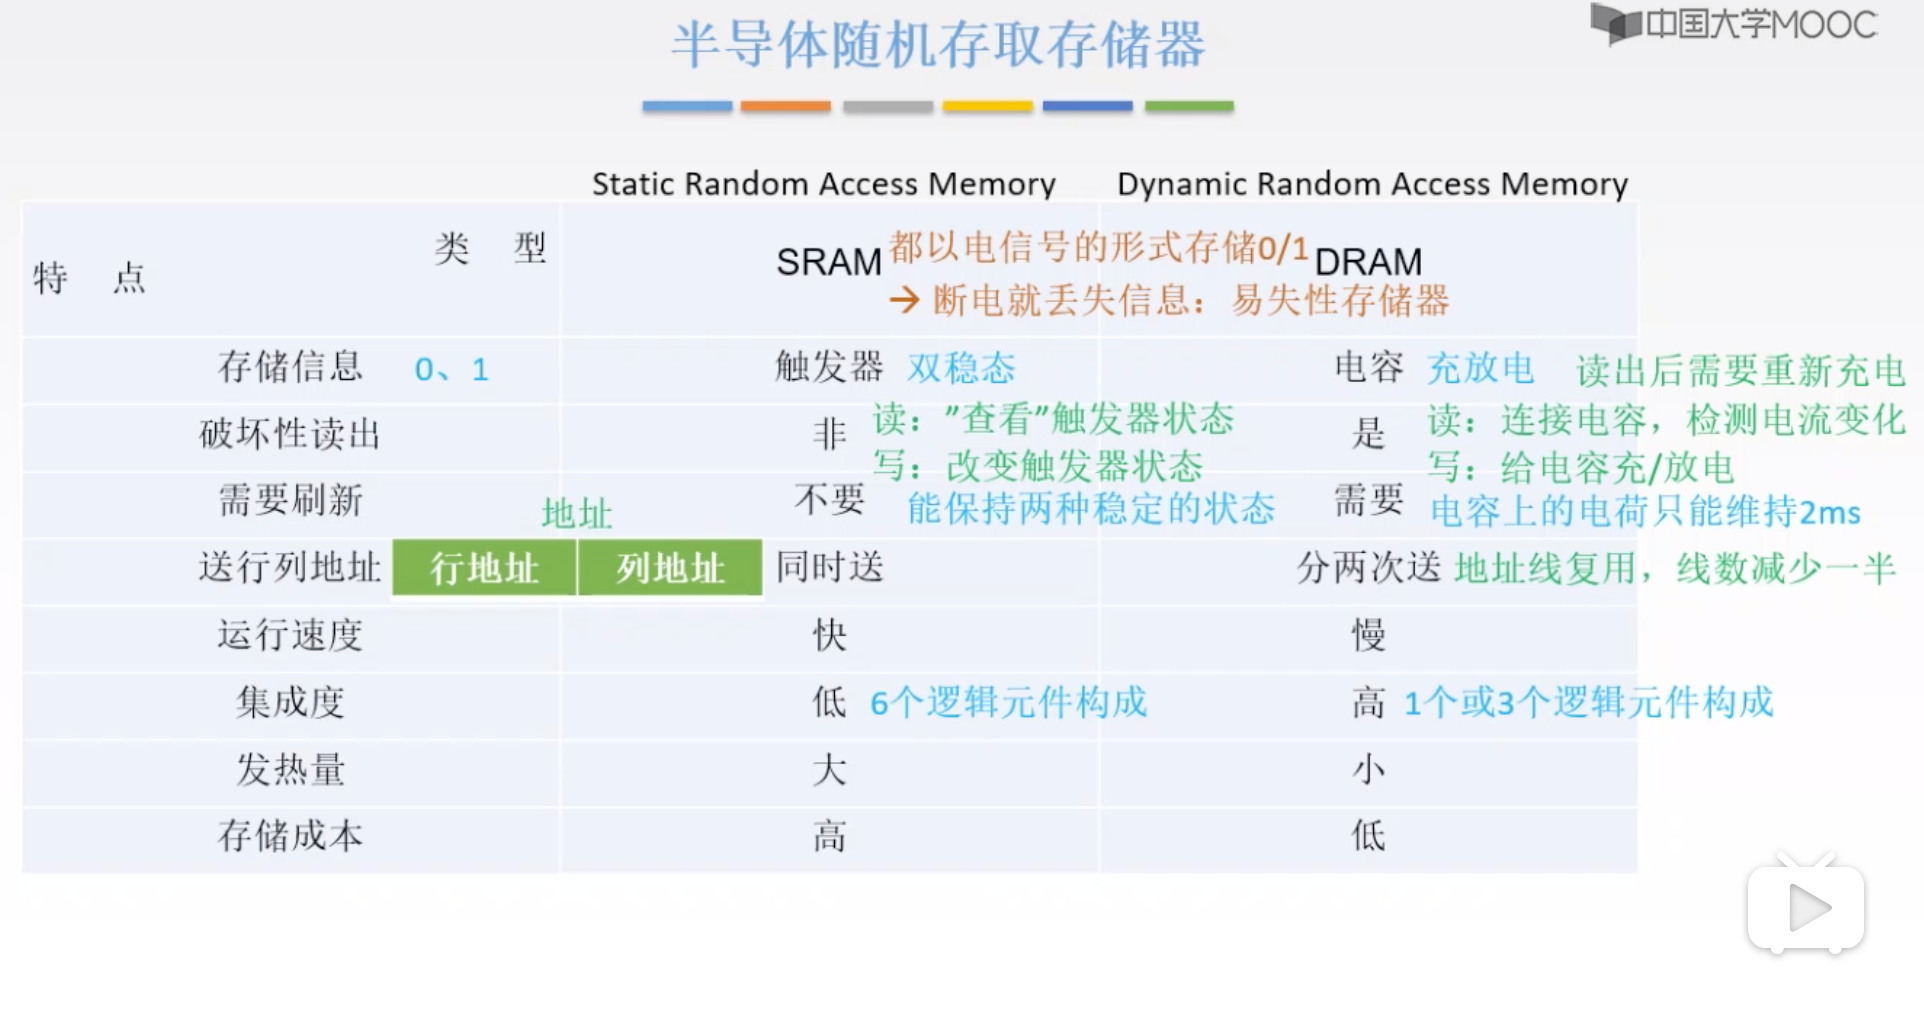 半导体随机存取存储器
中国大学MOOC
Static Random Access Memory
Dynamic Random Access Memory
特 点
类 型
SRAM
都以电信号的形式存储0/1
→ 断电就丢失信息：易失性存储器
DRAM
存储信息 0、1 触发器 双稳态 电容 充放电 读出后需要重新充电
破坏性读出 非 是
读：”查看”触发器状态
写：改变触发器状态
读：连接电容，检测电流变化
写：给电容充/放电
需要刷新 不要 能保持两种稳定的状态 需要 电容上的电荷只能维持2ms
地址
送行列地址 行地址 列地址 同时送 分两次送 地址线复用，线数减少一半
运行速度 快 慢
集成度 低 6个逻辑元件构成 高 1个或3个逻辑元件构成
发热量 大 小
存储成本 高 低